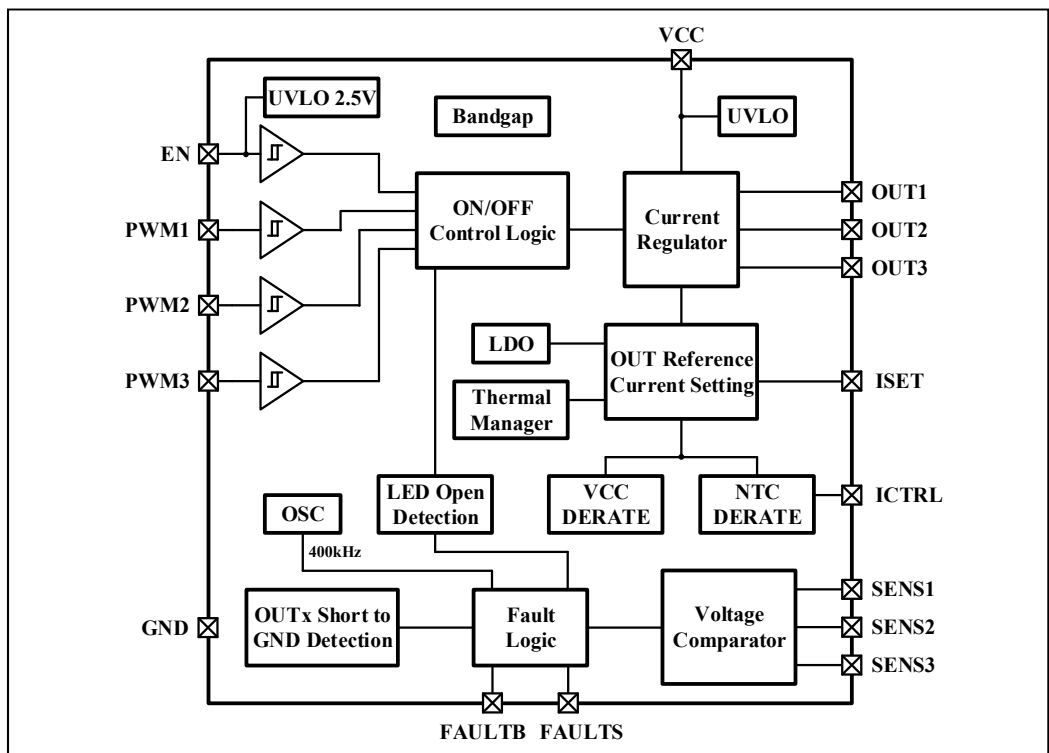 VCC
UVLO 2.5V
Bandgap
UVLO
EN
PWM1
PWM2
PWM3
ON/OFF
Control Logic
Current
Regulator
OUT1
OUT2
OUT3
LDO
OUT Reference
Current Setting
ISET
Thermal
Manager
LED Open
Detection
VCC
DERATE
NTC
DERATE
ICTRL
OSC
400kHz
OUTx Short to
GND Detection
Fault
Logic
Voltage
Comparator
SENS1
SENS2
SENS3
GND
FAULTB
FAULTS